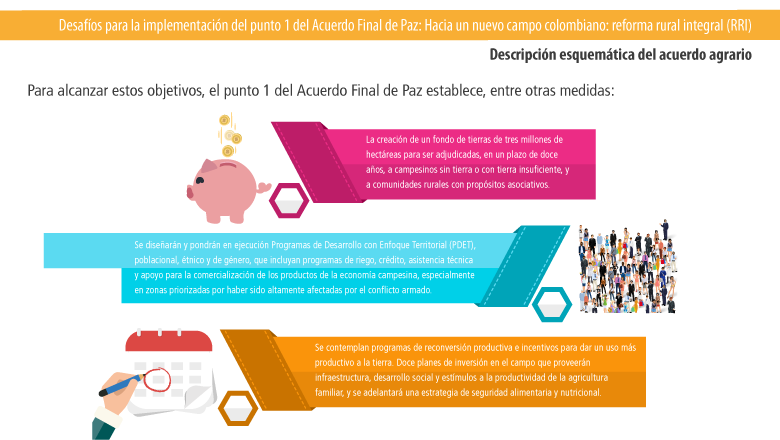 Desafíos para la implementación del punto 1 del Acuerdo Final de Paz: Hacia un nuevo campo colombiano: reforma rural integral (RRI)
Descripción esquemática del acuerdo agrario
Para alcanzar estos objetivos, el punto 1 del Acuerdo Final de Paz establece, entre otras medidas:
La creación de un fondo de tierras de tres millones de
hectáreas para ser adjudicadas, en un plazo de doce
años, a campesinos sin tierra o con tierra insuficiente, y
a comunidades rurales con propósitos asociativos.
Se diseñarán y pondrán en ejecución Programas de Desarrollo con Enfoque Territorial (PDET),
poblacional, étnico y de género, que incluyan programas de riego, crédito, asistencia técnica
y apoyo para la comercialización de los productos de la economía campesina, especialmente
en zonas priorizadas por haber sido altamente afectadas por el conflicto armado.
Se contemplan programas de reconversión productiva e incentivos para dar un uso más
productivo a la tierra. Doce planes de inversión en el campo que proveerán
infraestructura, desarrollo social y estímulos a la productividad de la agricultura
familiar, y se adelantará una estrategia de seguridad alimentaria y nutricional.